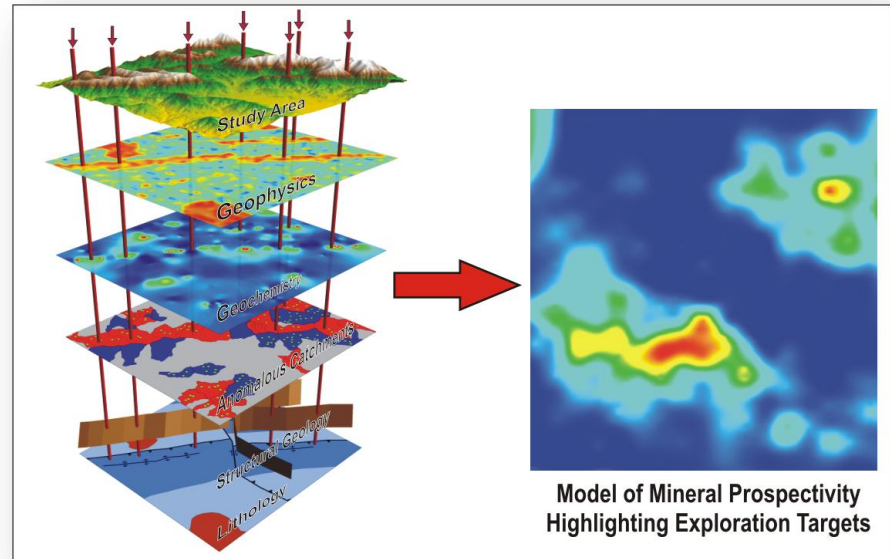 Study Area
Geophysics
Geochemistry
Anomalous Catchments
Structural Geology
Lithology
Model of Mineral Prospectivity
Highlighting Exploration Targets